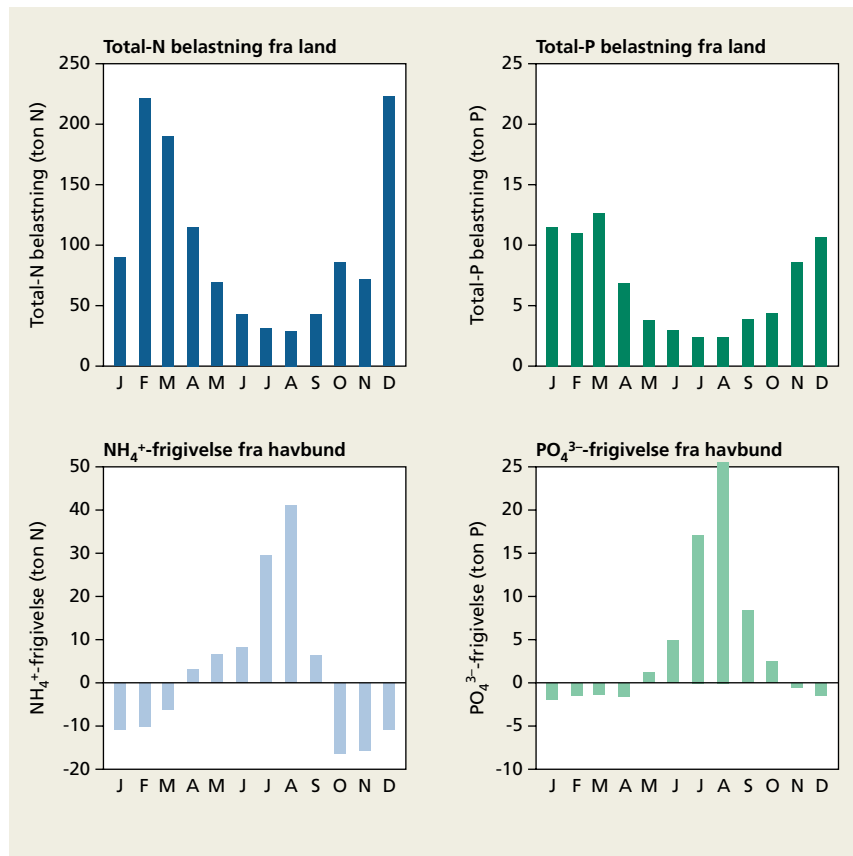 Total-N belastning fra land
Total-N belastning (ton N)
250
200
150
100
50
0
J F M A M J J A S O N D
Total-P belastning fra land
Total-P belastning (ton P)
25
20
15
10
5
0
J F M A M J J A S O N D
NH₄⁺-frigivelse fra havbund
NH₄⁺-frigivelse (ton N)
50
40
30
20
10
0
-10
-20
J F M A M J J A S O N D
PO₄³⁻-frigivelse fra havbund
PO₄³⁻-frigivelse (ton P)
25
20
15
10
5
0
-5
-10
J F M A M J J A S O N D